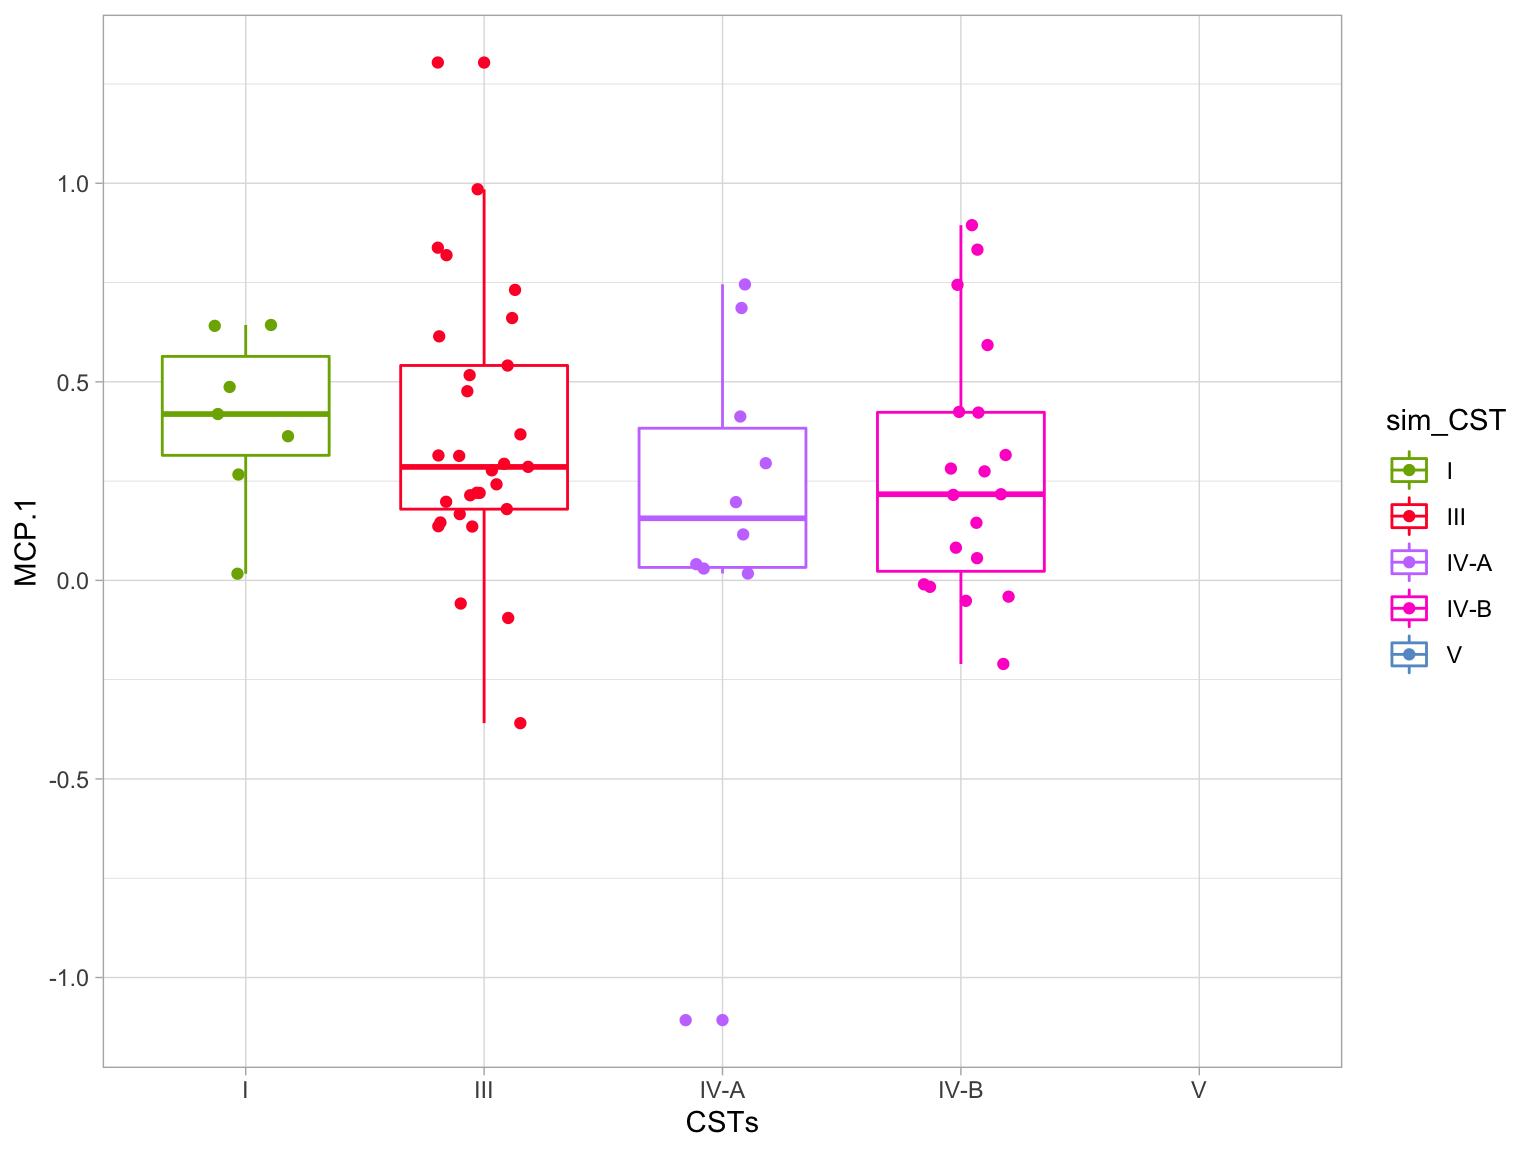 MCP.1
1.0
0.5
0.0
-0.5
-1.0
I III IV-A IV-B V
CSTs
sim_CST
I
III
IV-A
IV-B
V